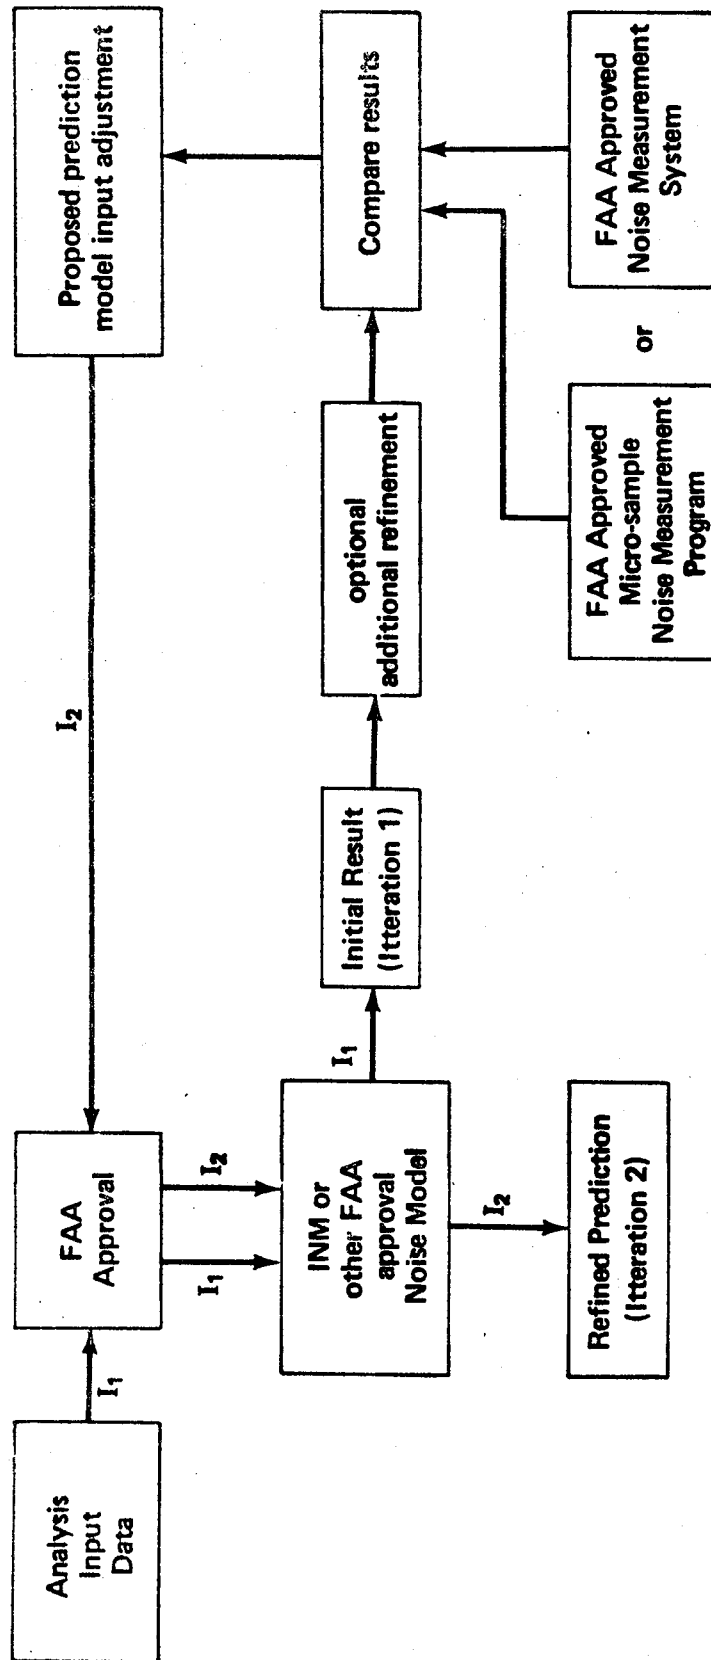 Analysis
Input
Data
I1
FAA
Approval
I2
Proposed prediction
model input adjustment
I1
I2
INM or
other FAA
approval
Noise Model
I1
Initial Result
(Itteration 1)
optional
additional refinement
Compare results
I2
Refined Prediction
(Itteration 2)
FAA Approved
Micro-sample
Noise Measurement
Program
or
FAA Approved
Noise Measurement
System